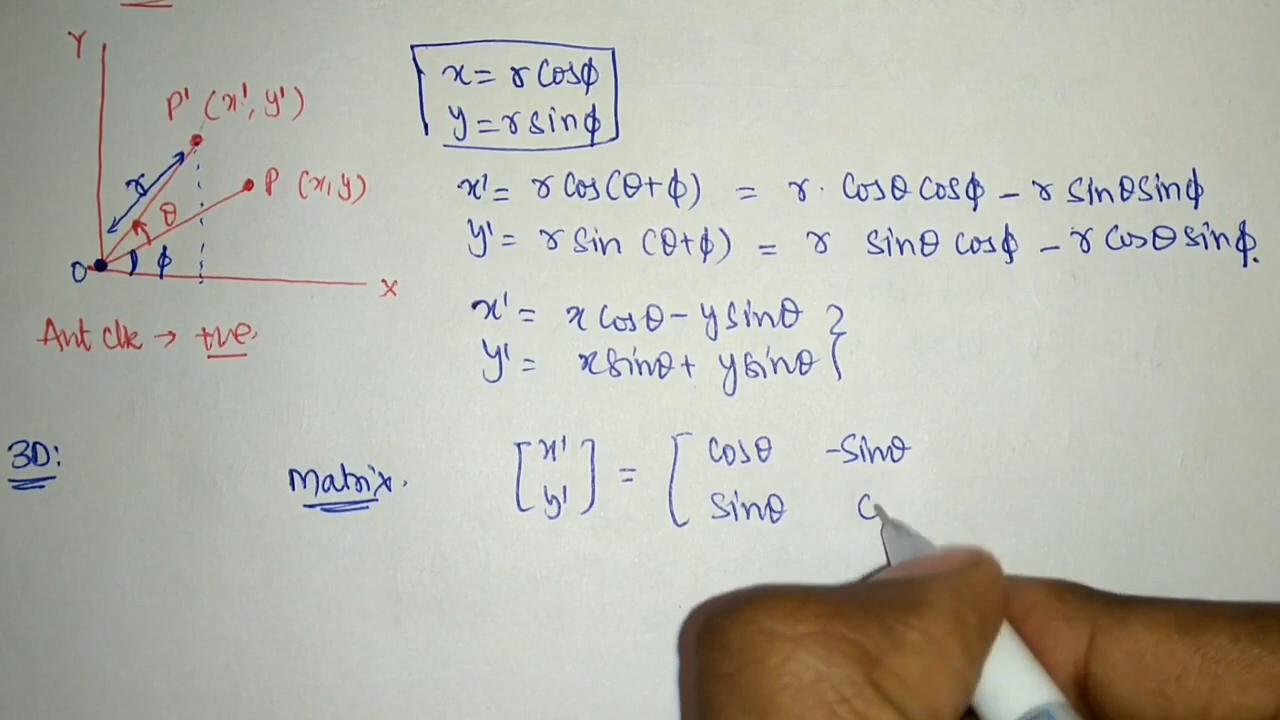 Y
P' (x', y')
r
θ
P (x, y)
O
ϕ
X
Ant clk → +ve.
x = r cosϕ
y = r sinϕ
x' = r cos(θ+ϕ) = r. cosθ cosϕ - r sinθ sinϕ
y' = r sin (θ+ϕ) = r sinθ cosϕ - r cosθ sinϕ.
x' = x cosθ - y sinθ }
y' = x sinθ + y sinθ
3D:
Matrix.
[x' y'] = [cosθ -sinθ
sinθ c